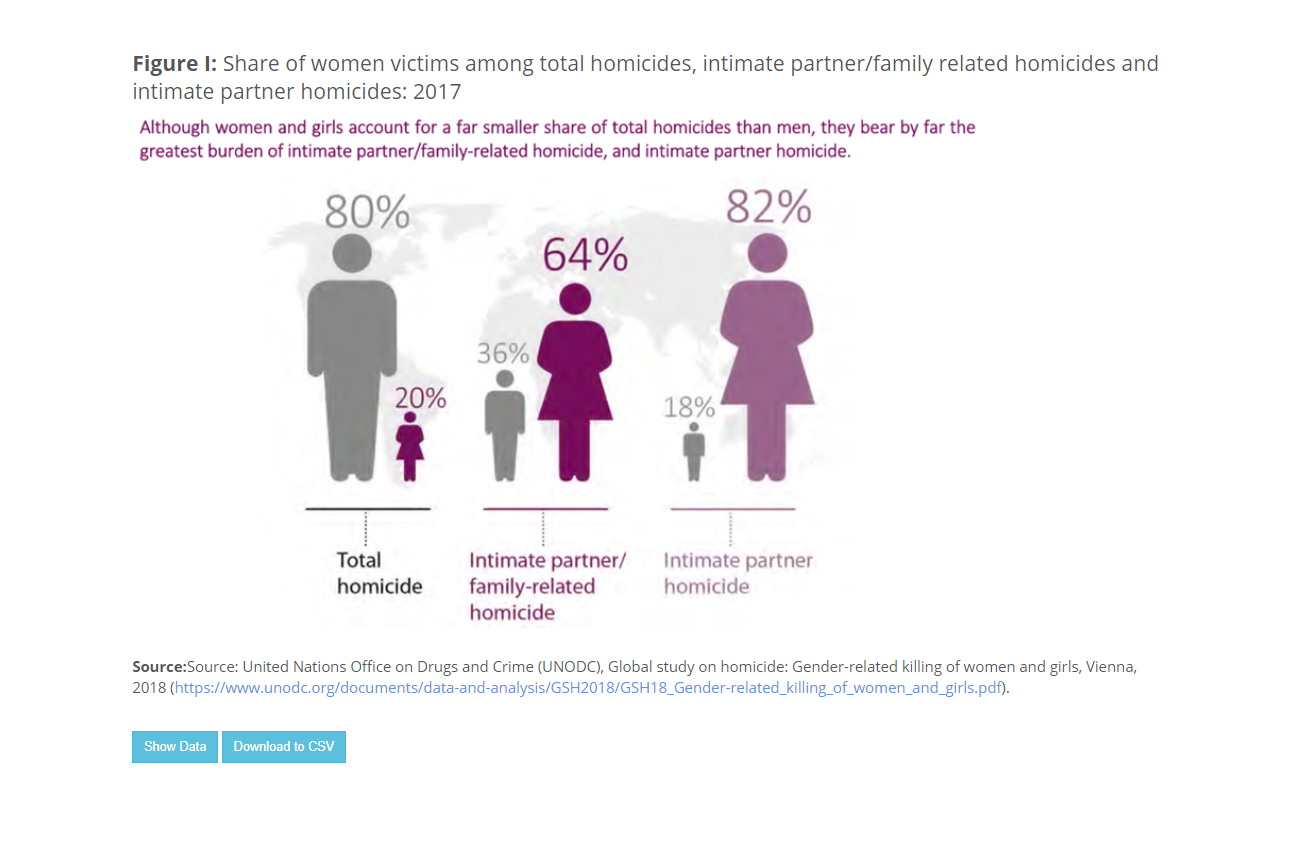 Figure I: Share of women victims among total homicides, intimate partner/family related homicides and
intimate partner homicides: 2017
Although women and girls account for a far smaller share of total homicides than men, they bear by far the
greatest burden of intimate partner/family-related homicide, and intimate partner homicide.
80%
20%
36%
64%
18%
82%
Total
homicide
Intimate partner/
family-related
homicide
Intimate partner
homicide
Source:Source: United Nations Office on Drugs and Crime (UNODC), Global study on homicide: Gender-related killing of women and girls, Vienna,
2018 (https://www.unodc.org/documents/data-and-analysis/GSH2018/GSH18_Gender-related_killing_of_women_and_girls.pdf).
Show Data
Download to CSV